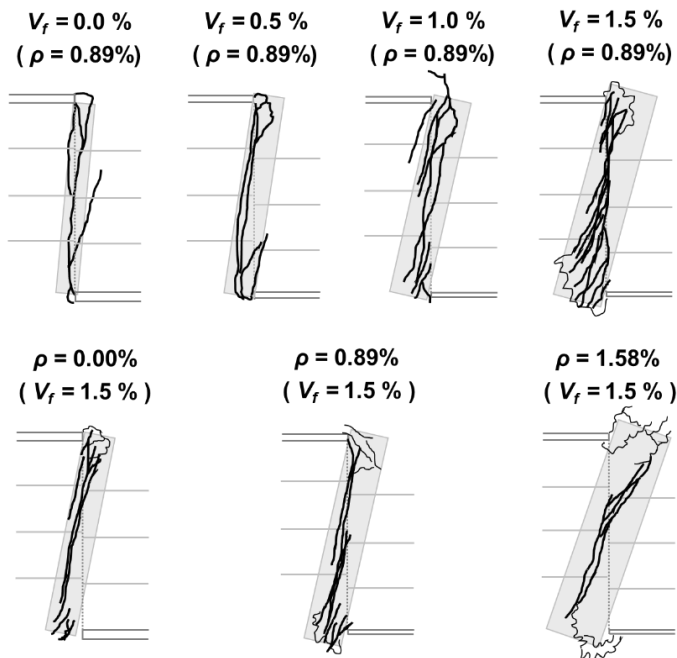 V_f = 0.0 %
( ρ = 0.89%)
V_f = 0.5 %
( ρ = 0.89%)
V_f = 1.0 %
( ρ = 0.89%)
V_f = 1.5 %
( ρ = 0.89%)
ρ = 0.00%
( V_f = 1.5 % )
ρ = 0.89%
( V_f = 1.5 % )
ρ = 1.58%
( V_f = 1.5 % )